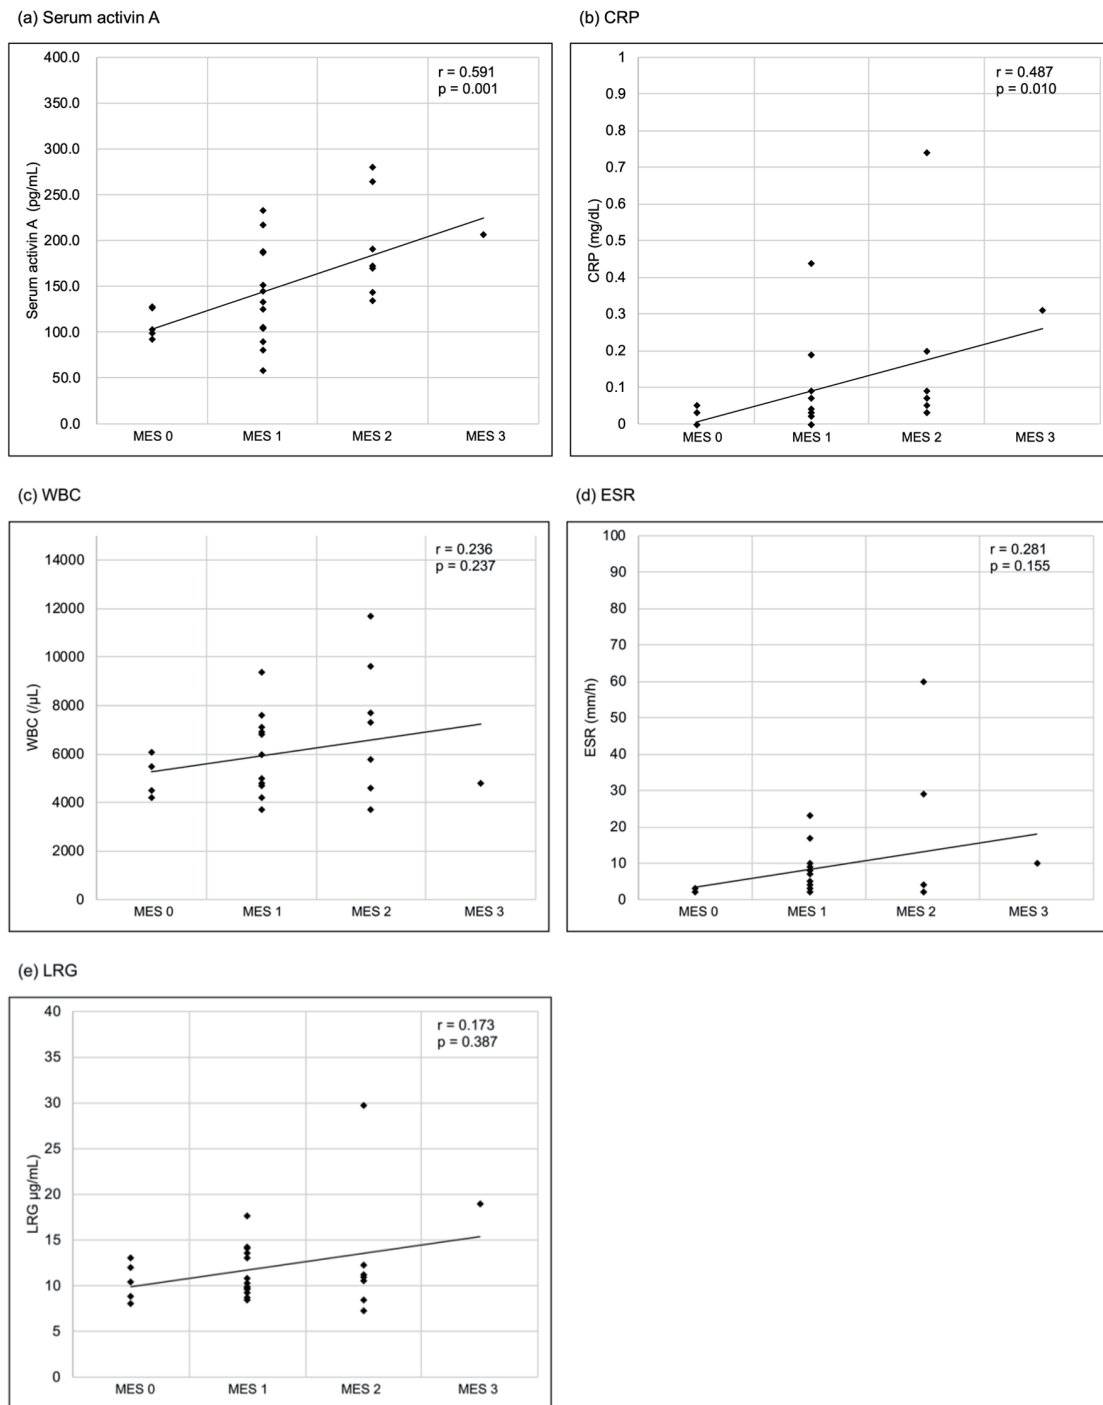 (a) Serum activin A
r = 0.591
p = 0.001
400.0
350.0
300.0
250.0
200.0
150.0
100.0
50.0
0.0
Serum activin A (pg/mL)
MES 0 MES 1 MES 2 MES 3
(b) CRP
r = 0.487
p = 0.010
1
0.9
0.8
0.7
0.6
0.5
0.4
0.3
0.2
0.1
0
CRP (mg/dL)
MES 0 MES 1 MES 2 MES 3
(c) WBC
r = 0.236
p = 0.237
14000
12000
10000
8000
6000
4000
2000
0
WBC (/μL)
MES 0 MES 1 MES 2 MES 3
(d) ESR
r = 0.281
p = 0.155
100
90
80
70
60
50
40
30
20
10
0
ESR (mm/h)
MES 0 MES 1 MES 2 MES 3
(e) LRG
r = 0.173
p = 0.387
40
35
30
25
20
15
10
5
0
LRG μg/mL)
MES 0 MES 1 MES 2 MES 3